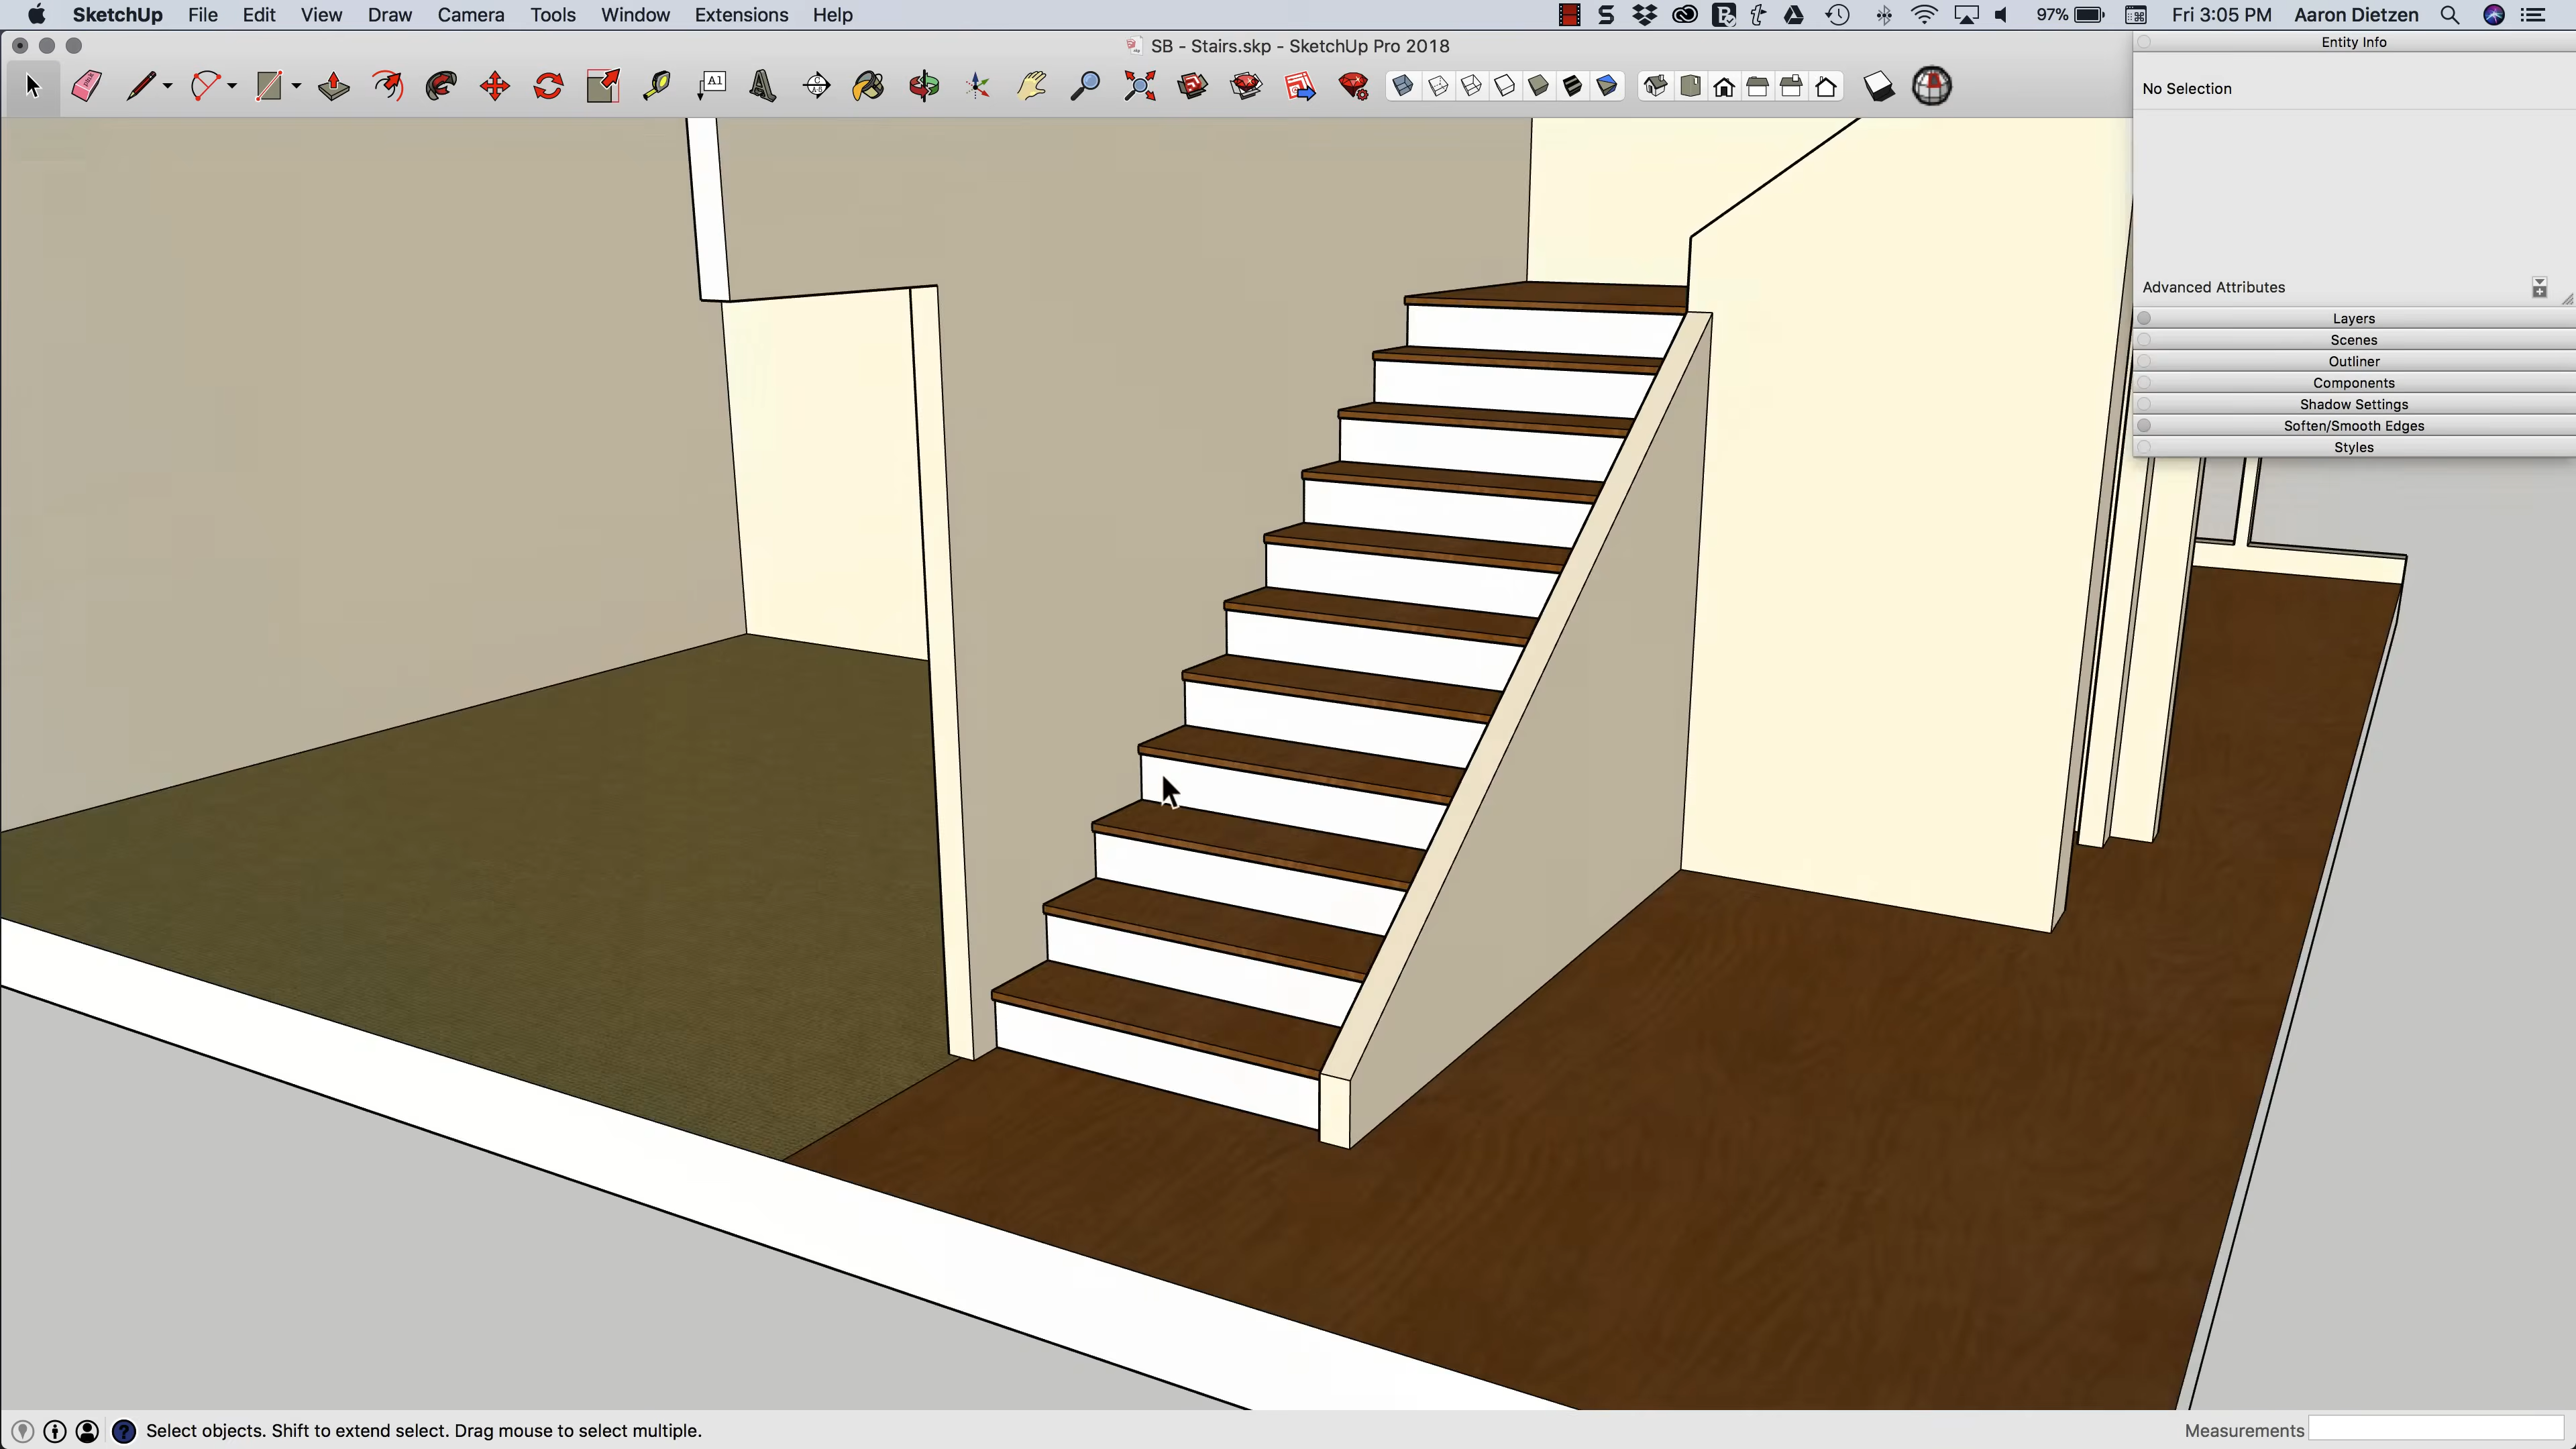 SketchUp File Edit View Draw Camera Tools Window Extensions Help 97% Fri 3:05 PM Aaron Dietzen
SB - Stairs.skp - SketchUp Pro 2018
Entity Info
No Selection
Advanced Attributes
Layers
Scenes
Outliner
Components
Shadow Settings
Soften/Smooth Edges
Styles
Select objects. Shift to extend select. Drag mouse to select multiple.
Measurements